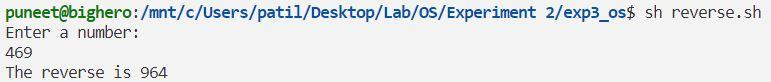 puneet@bighero:/mnt/c/Users/patil/Desktop/Lab/OS/Experiment 2/exp3_os$ sh reverse.sh
Enter a number:
469
The reverse is 964